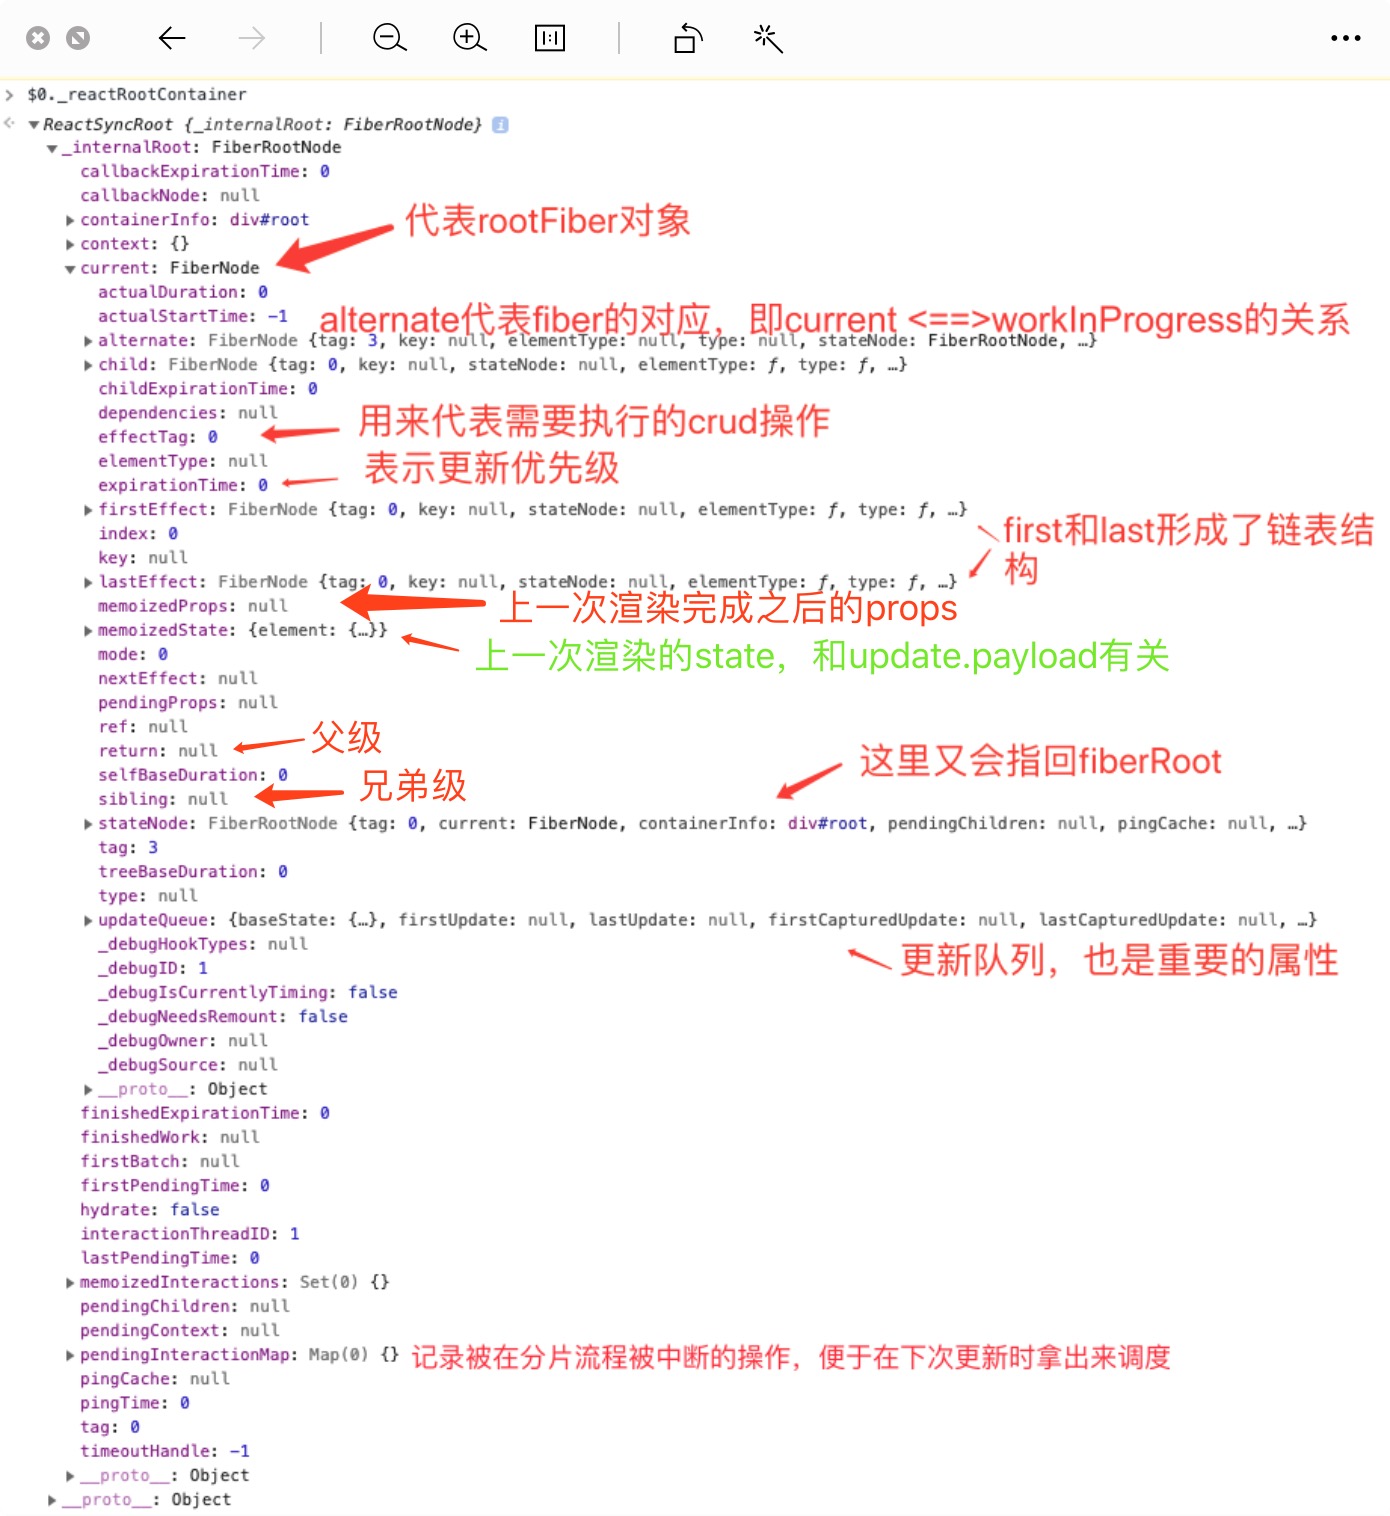 $0._reactRootContainer
ReactSyncRoot {_internalRoot: FiberRootNode} i
_internalRoot: FiberRootNode
callbackExpirationTime: 0
callbackNode: null
containerInfo: div#root
代表rootFiber对象
context: {}
current: FiberNode
actualDuration: 0
actualStartTime: -1
alternate代表fiber的对应，即current <==>workInProgress的关系
alternate: FiberNode {tag: 3, key: null, elementType: null, type: null, stateNode: FiberRootNode, …}
child: FiberNode {tag: 0, key: null, stateNode: null, elementType: ƒ, type: ƒ, …}
childExpirationTime: 0
dependencies: null
用来代表需要执行的crud操作
effectTag: 0
elementType: null
表示更新优先级
expirationTime: 0
firstEffect: FiberNode {tag: 0, key: null, stateNode: null, elementType: ƒ, type: ƒ, …}
index: 0
first和last形成了链表结
构
key: null
lastEffect: FiberNode {tag: 0, key: null, stateNode: null, elementType: ƒ, type: ƒ, …}
memoizedProps: null
上一次渲染完成之后的props
memoizedState: {element: {…}}
mode: 0
上一次渲染的state，和update.payload有关
nextEffect: null
pendingProps: null
ref: null
父级
return: null
这里又会指回fiberRoot
selfBaseDuration: 0
兄弟级
sibling: null
stateNode: FiberRootNode {tag: 0, current: FiberNode, containerInfo: div#root, pendingChildren: null, pingCache: null, …}
tag: 3
treeBaseDuration: 0
type: null
updateQueue: {baseState: {…}, firstUpdate: null, lastUpdate: null, firstCapturedUpdate: null, lastCapturedUpdate: null, …}
_debugHookTypes: null
更新队列，也是重要的属性
_debugID: 1
_debugIsCurrentlyTiming: false
_debugNeedsRemount: false
_debugOwner: null
_debugSource: null
__proto__: Object
finishedExpirationTime: 0
finishedWork: null
firstBatch: null
firstPendingTime: 0
hydrate: false
interactionThreadID: 1
lastPendingTime: 0
memoizedInteractions: Set(0) {}
pendingChildren: null
pendingContext: null
pendingInteractionMap: Map(0) {} 记录被在分片流程被中断的操作，便于在下次更新时拿出来调度
pingCache: null
pingTime: 0
tag: 0
timeoutHandle: -1
__proto__: Object
__proto__: Object